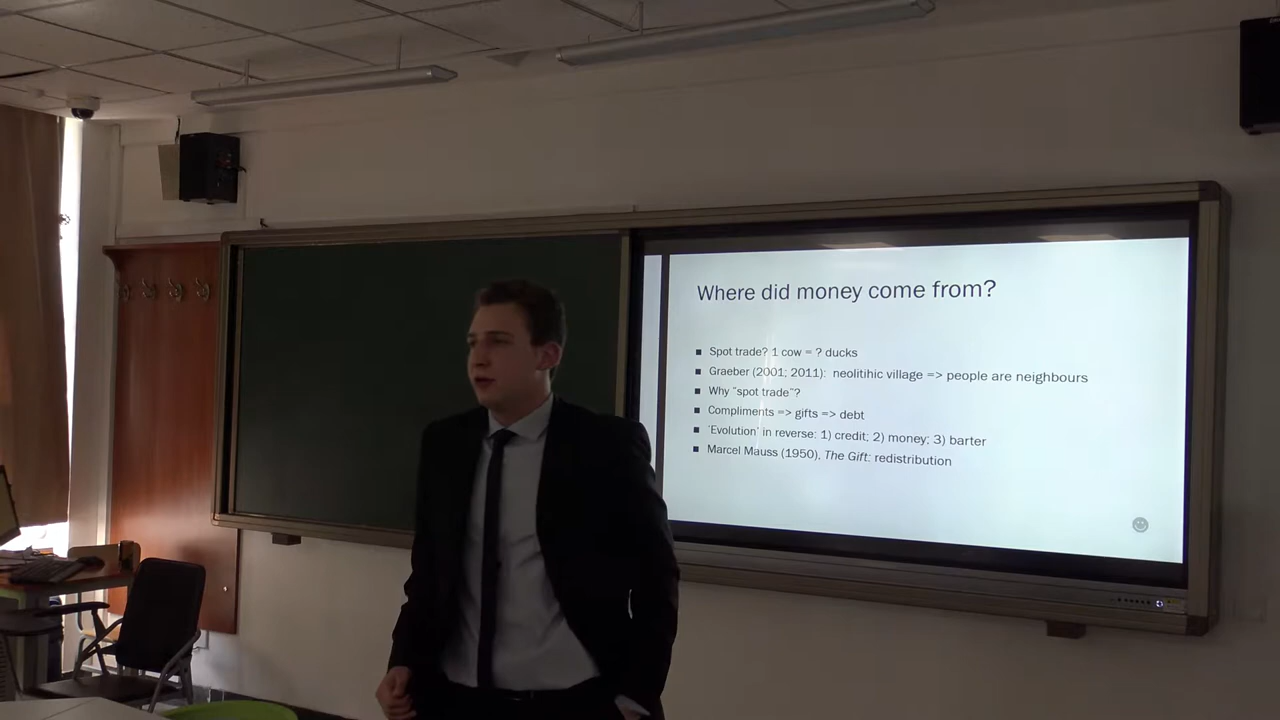 Where did money come from?
■ Spot trade? 1 cow = ? ducks
■ Graeber (2001; 2011): neolitihic village => people are neighbours
■ Why "spot trade"?
■ Compliments => gifts => debt
■ 'Evolution' in reverse: 1) credit; 2) money; 3) barter
■ Marcel Mauss (1950), The Gift: redistribution